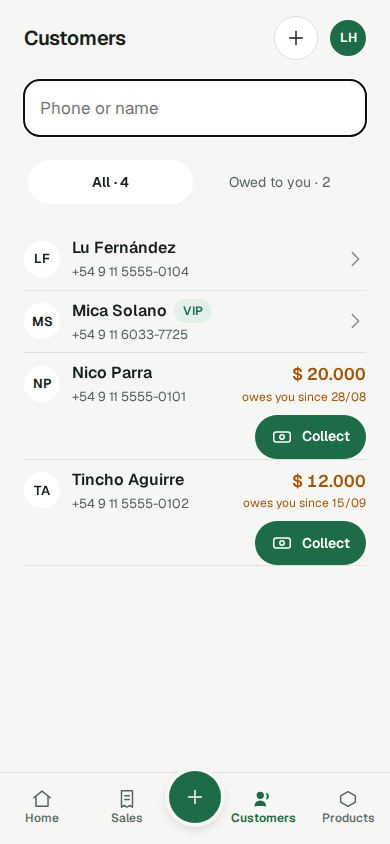 Customers
LH
Phone or name
All · 4
Owed to you · 2
LF
Lu Fernández
+54 9 11 5555-0104
MS
Mica Solano VIP
+54 9 11 6033-7725
NP
Nico Parra
$ 20.000
+54 9 11 5555-0101
owes you since 28/08
Collect
TA
Tincho Aguirre
$ 12.000
+54 9 11 5555-0102
owes you since 15/09
Collect
Home
Sales
Customers
Products